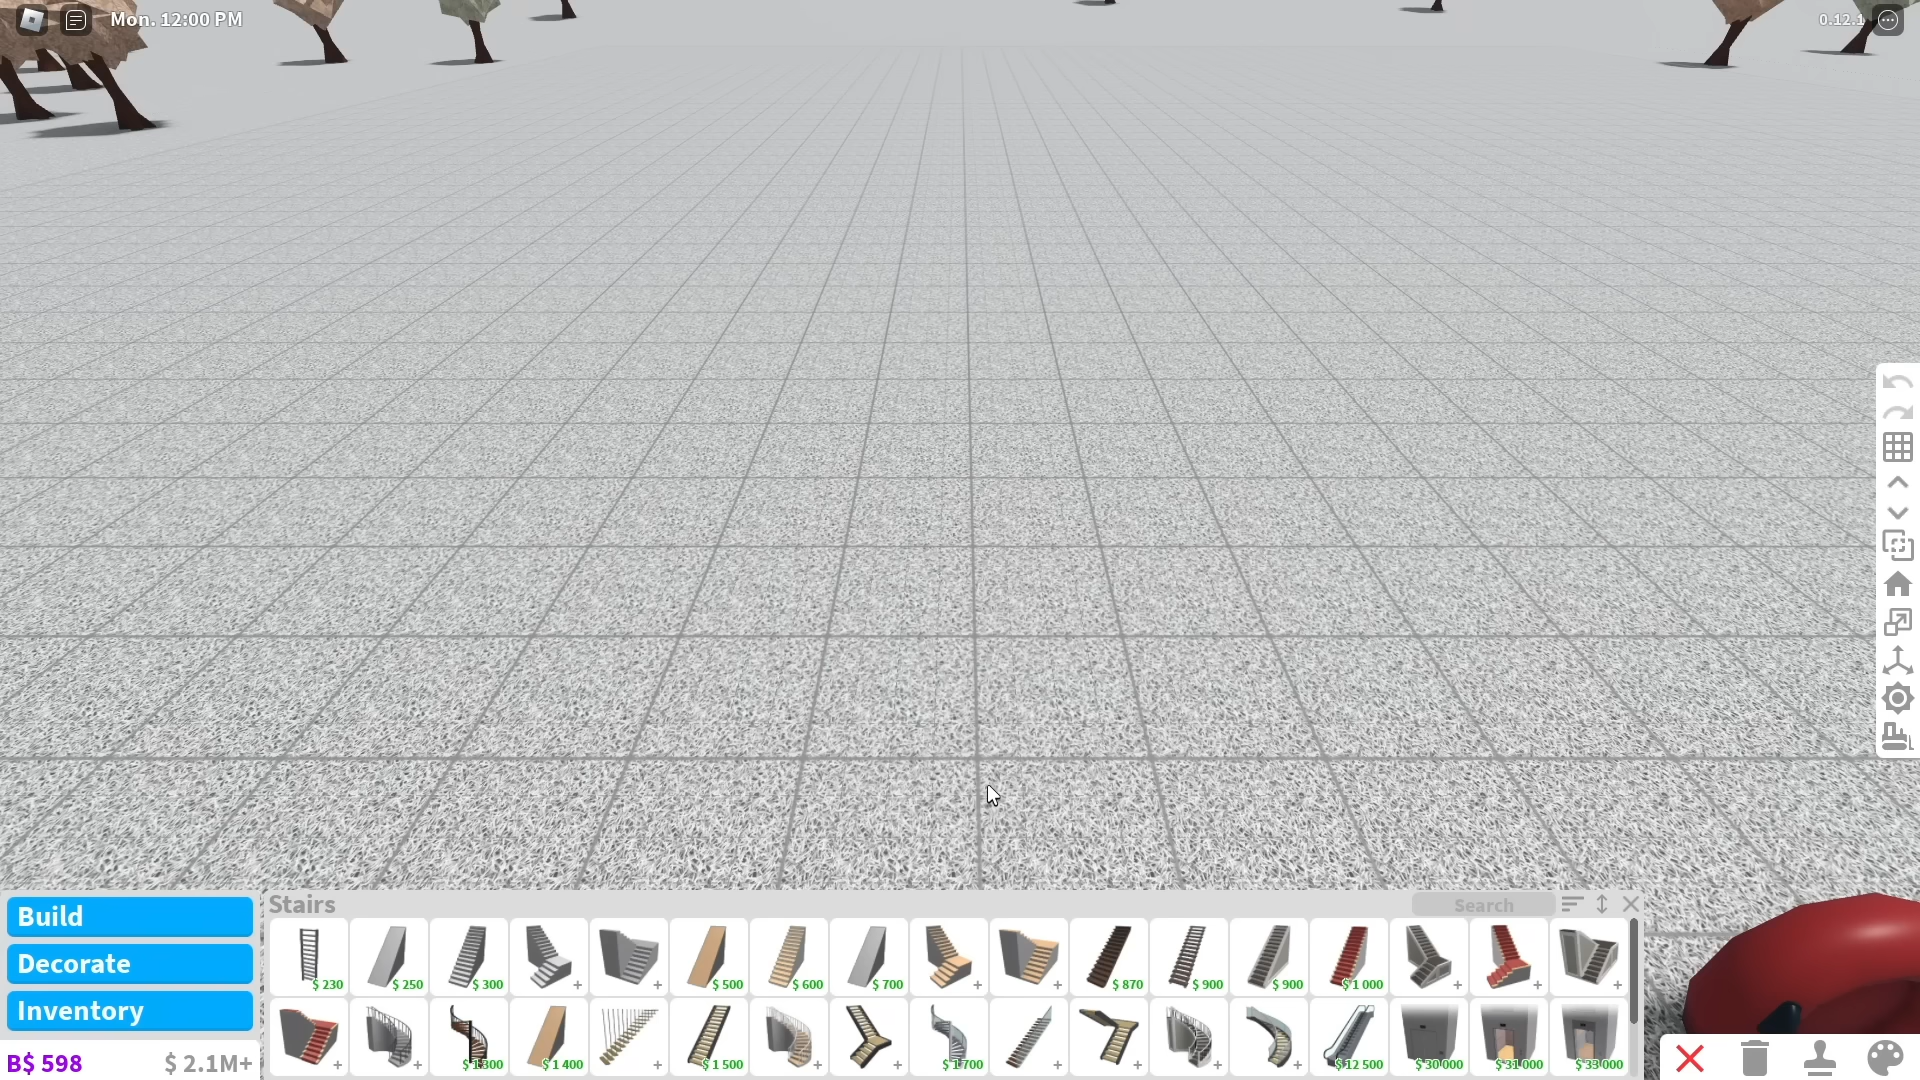 Mon. 12:00 PM
0.12.1
Stairs
Search
Build
Decorate
Inventory
B$ 598
$ 2.1M+
$ 230
$ 250
$ 300
+
+
$ 500
$ 600
$ 700
+
+
$ 870
$ 900
$ 900
$ 1 000
+
+
+
+
+
$ 1 300
$ 1 400
+
$ 1 500
+
+
$ 1 700
+
+
+
+
$ 12 500
$ 30 000
$ 31 000
$ 33 000